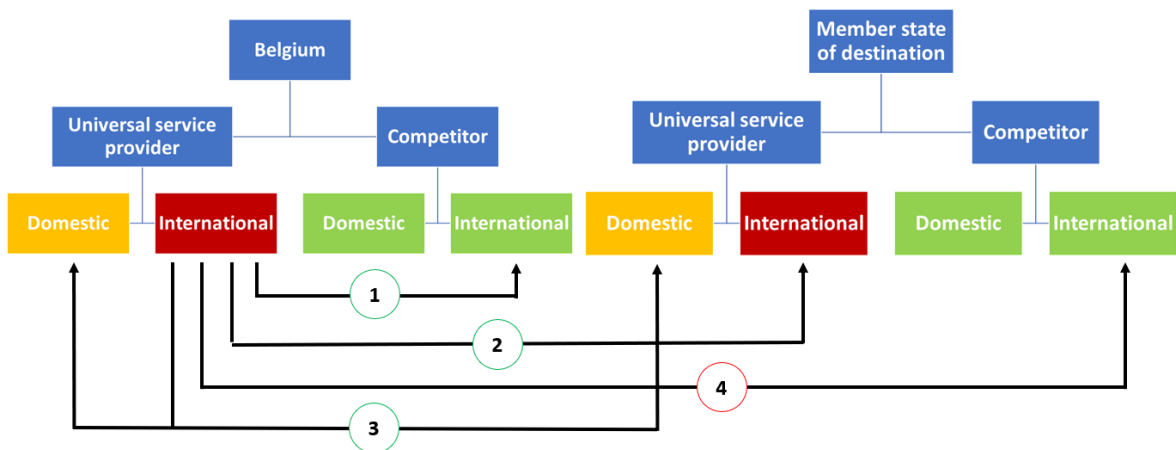 Belgium
Member state
of destination
Universal service
provider
Competitor
Universal service
provider
Competitor
Domestic
International
Domestic
International
Domestic
International
Domestic
International
1
2
4
3